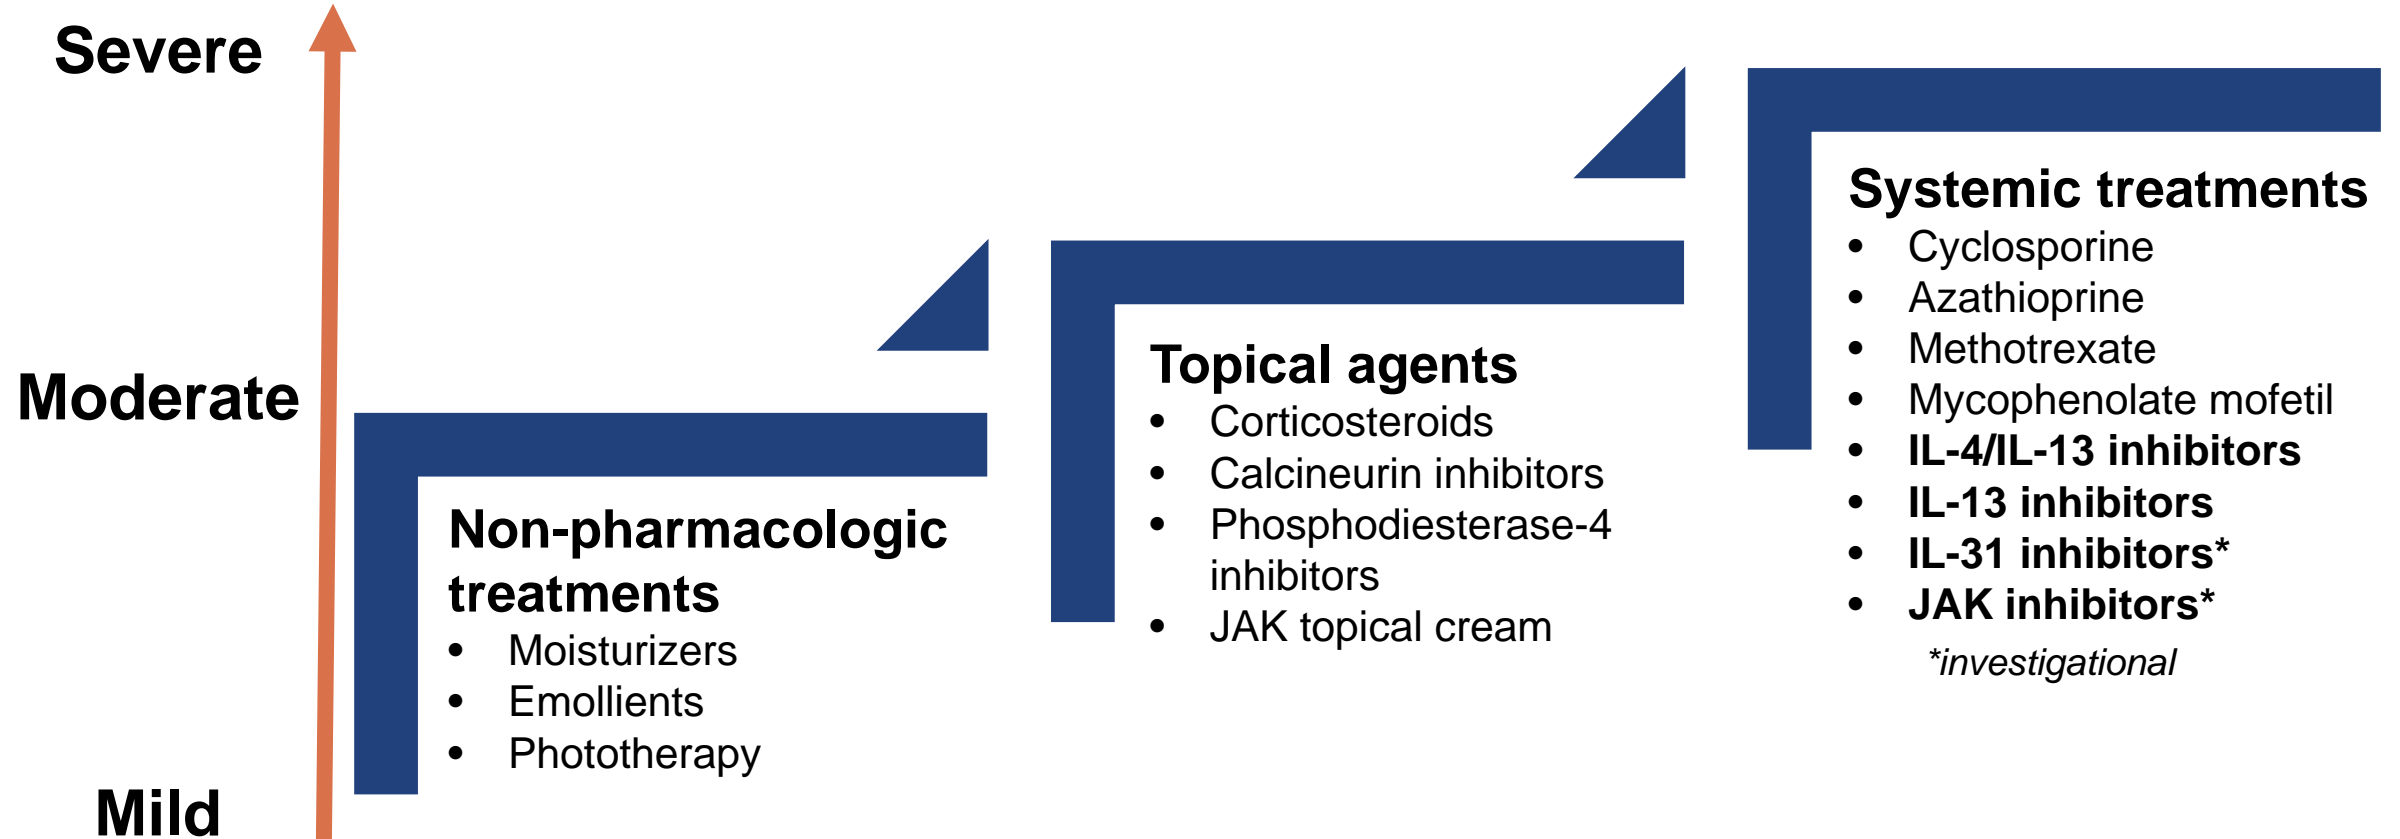 Severe
Moderate
Mild
Non-pharmacologic
treatments
• Moisturizers
• Emollients
• Phototherapy
Topical agents
• Corticosteroids
• Calcineurin inhibitors
• Phosphodiesterase-4
inhibitors
• JAK topical cream
Systemic treatments
• Cyclosporine
• Azathioprine
• Methotrexate
• Mycophenolate mofetil
• IL-4/IL-13 inhibitors
• IL-13 inhibitors
• IL-31 inhibitors*
• JAK inhibitors*
*investigational